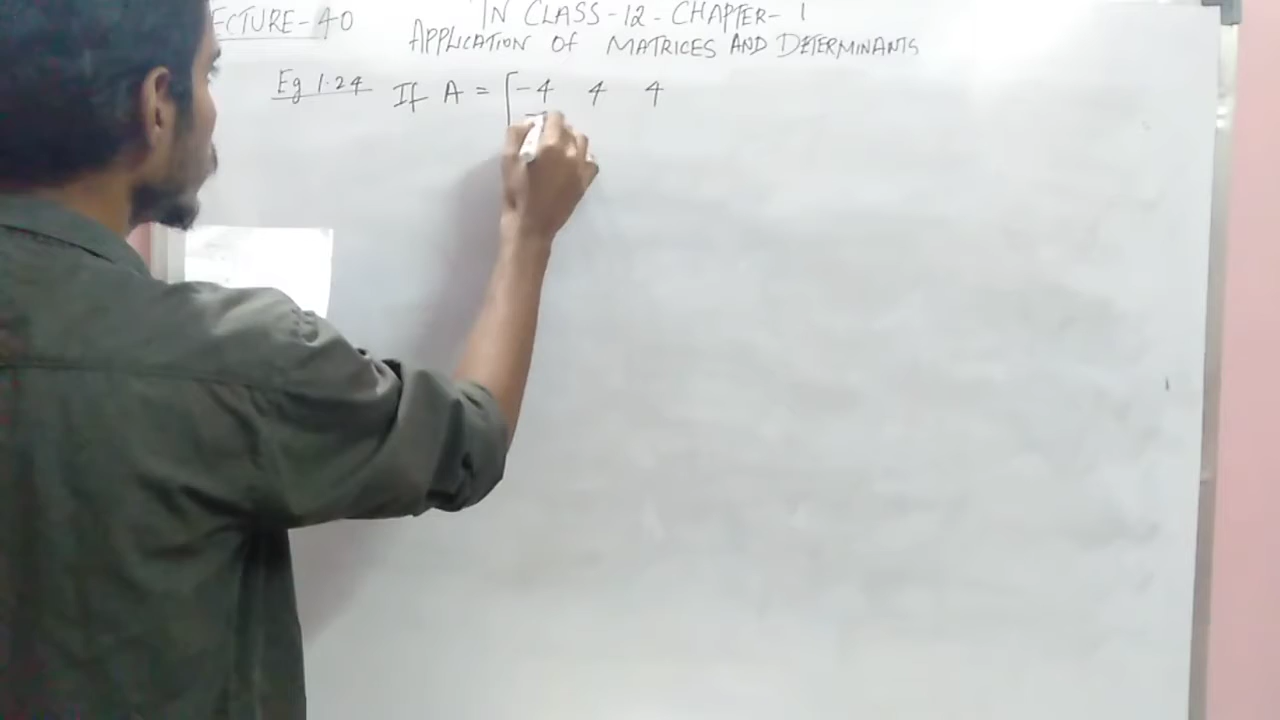 ECTURE-40
TN CLASS-12-CHAPTER-1
APPLICATION OF MATRICES AND DETERMINANTS
Eg 1.24 If A = [-4 4 4